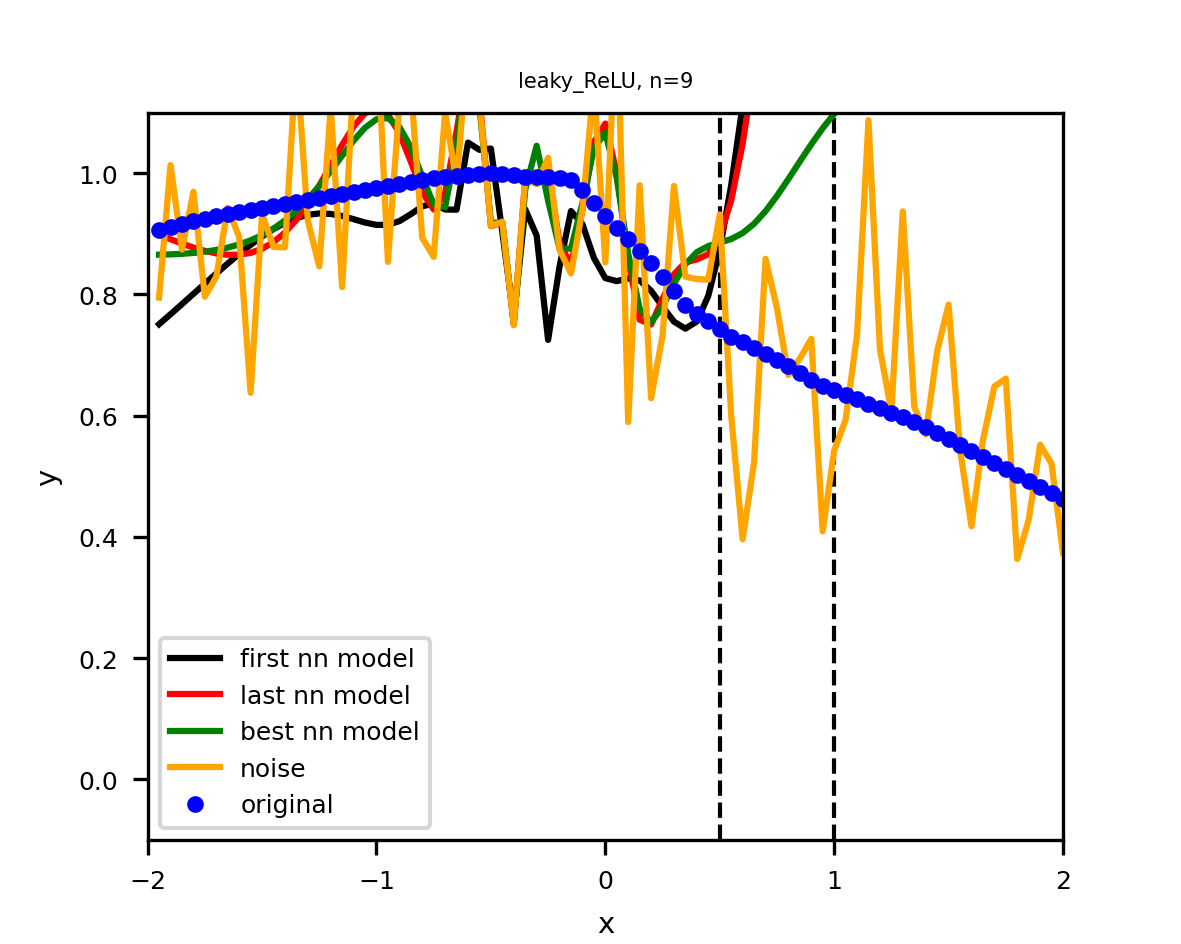 leaky_ReLU, n=9
y
1.0
0.8
0.6
0.4
0.2
0.0
first nn model
last nn model
best nn model
noise
original
−2 −1 0 1 2
x